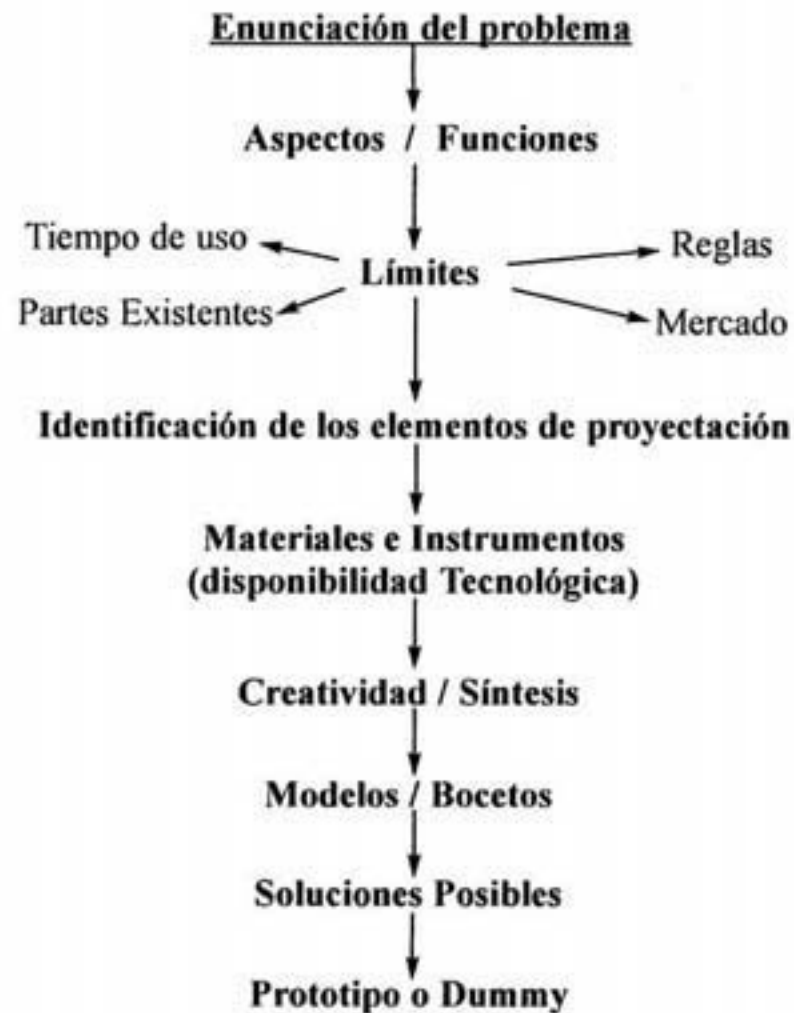 Enunciación del problema
Aspectos / Funciones
Tiempo de uso
Reglas
Límites
Partes Existentes
Mercado
Identificación de los elementos de proyectación
Materiales e Instrumentos
(disponibilidad Tecnológica)
Creatividad / Síntesis
Modelos / Bocetos
Soluciones Posibles
Prototipo o Dummy